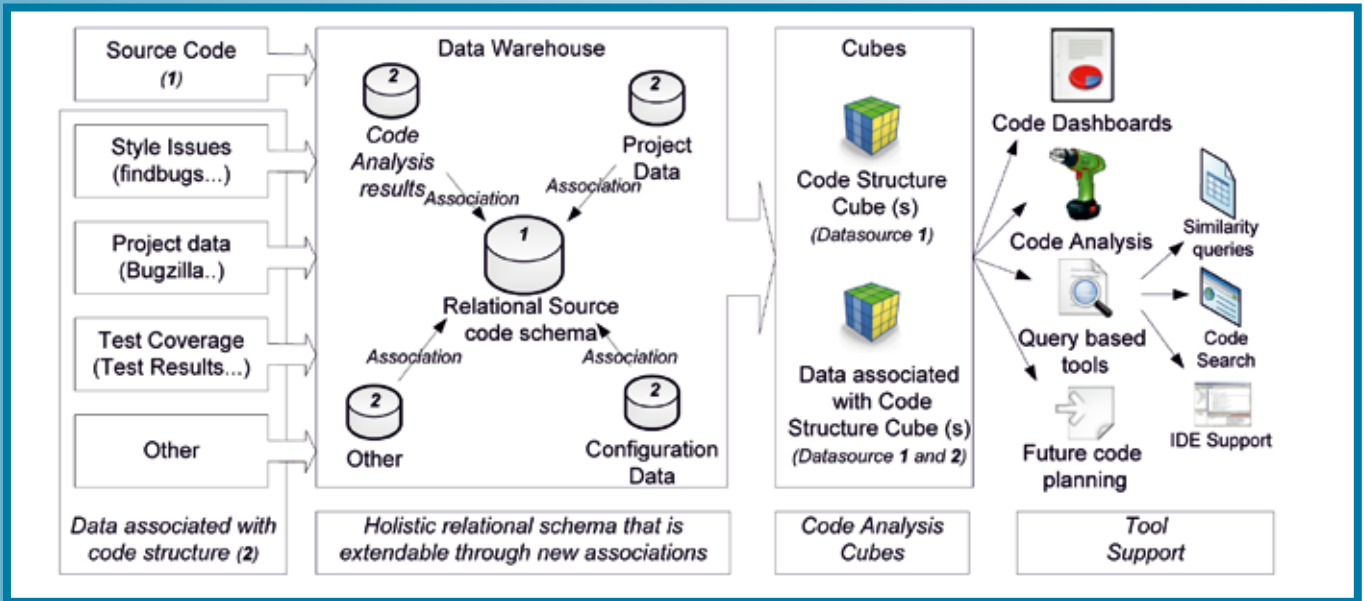 Source Code
(1)
Style Issues
(findbugs...)
Project data
(Bugzilla..)
Test Coverage
(Test Results...)
Other
Data associated with
code structure (2)
Data Warehouse
2
Code
Analysis
results
2
Project
Data
Association
Association
1
Relational Source
code schema
Association
Association
2
Other
2
Configuration
Data
Holistic relational schema that is
extendable through new associations
Cubes
Code Structure
Cube (s)
(Datasource 1)
Data associated
with Code
Structure Cube (s)
(Datasource 1 and 2)
Code Analysis
Cubes
Code Dashboards
Code Analysis
Query based
tools
Future code
planning
Similarity
queries
Code
Search
IDE Support
Tool
Support